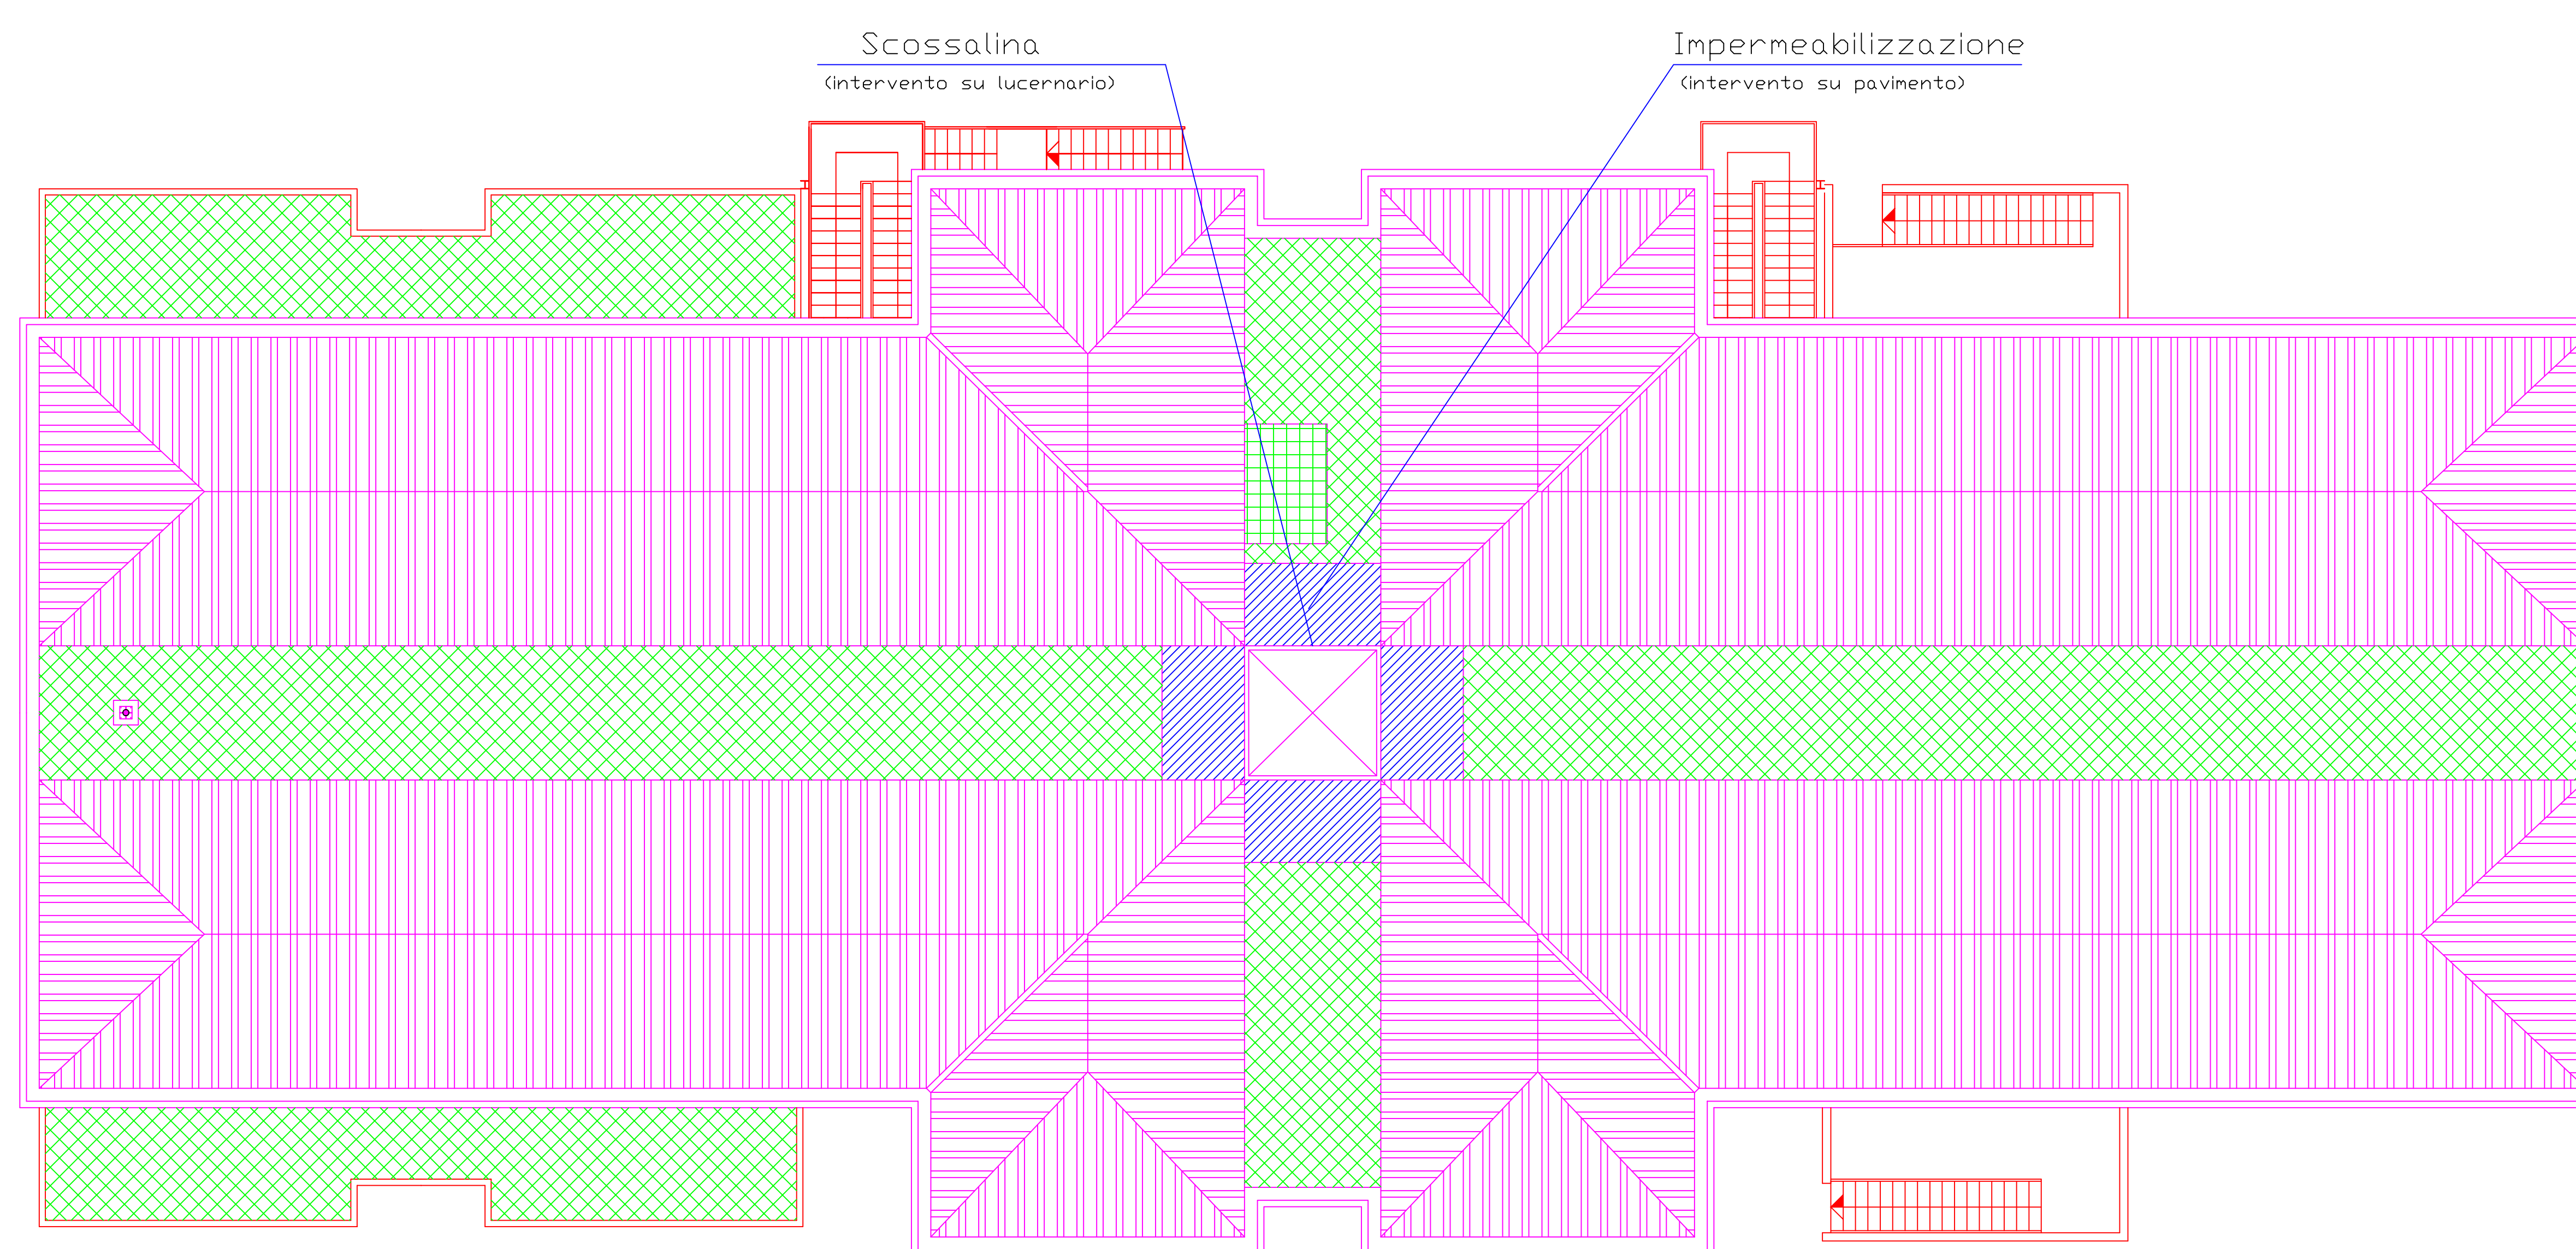 Scossalina
(intervento su lucernario)
Impermeabilizzazione
(intervento su pavimento)